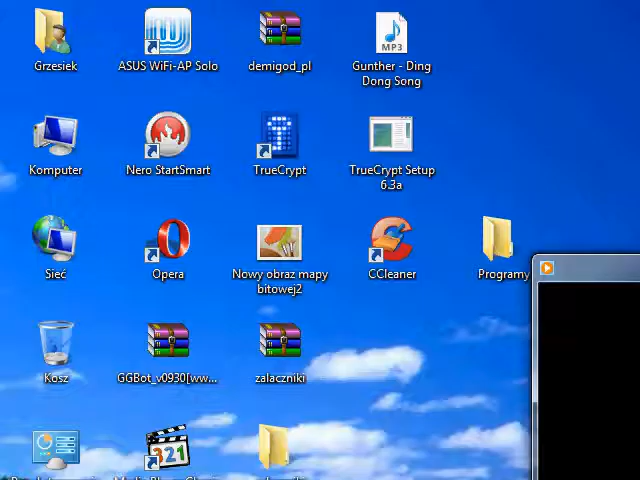 Grzesiek
ASUS WiFi-AP Solo
demigod_pl
Gunther - Ding
Dong Song
MP3
Komputer
Nero StartSmart
TrueCrypt
TrueCrypt Setup
6.3a
Sieć
Opera
Nowy obraz mapy
bitowej2
CCleaner
Programy
Kosz
GGBot_v0930[ww...
zalaczniki
321